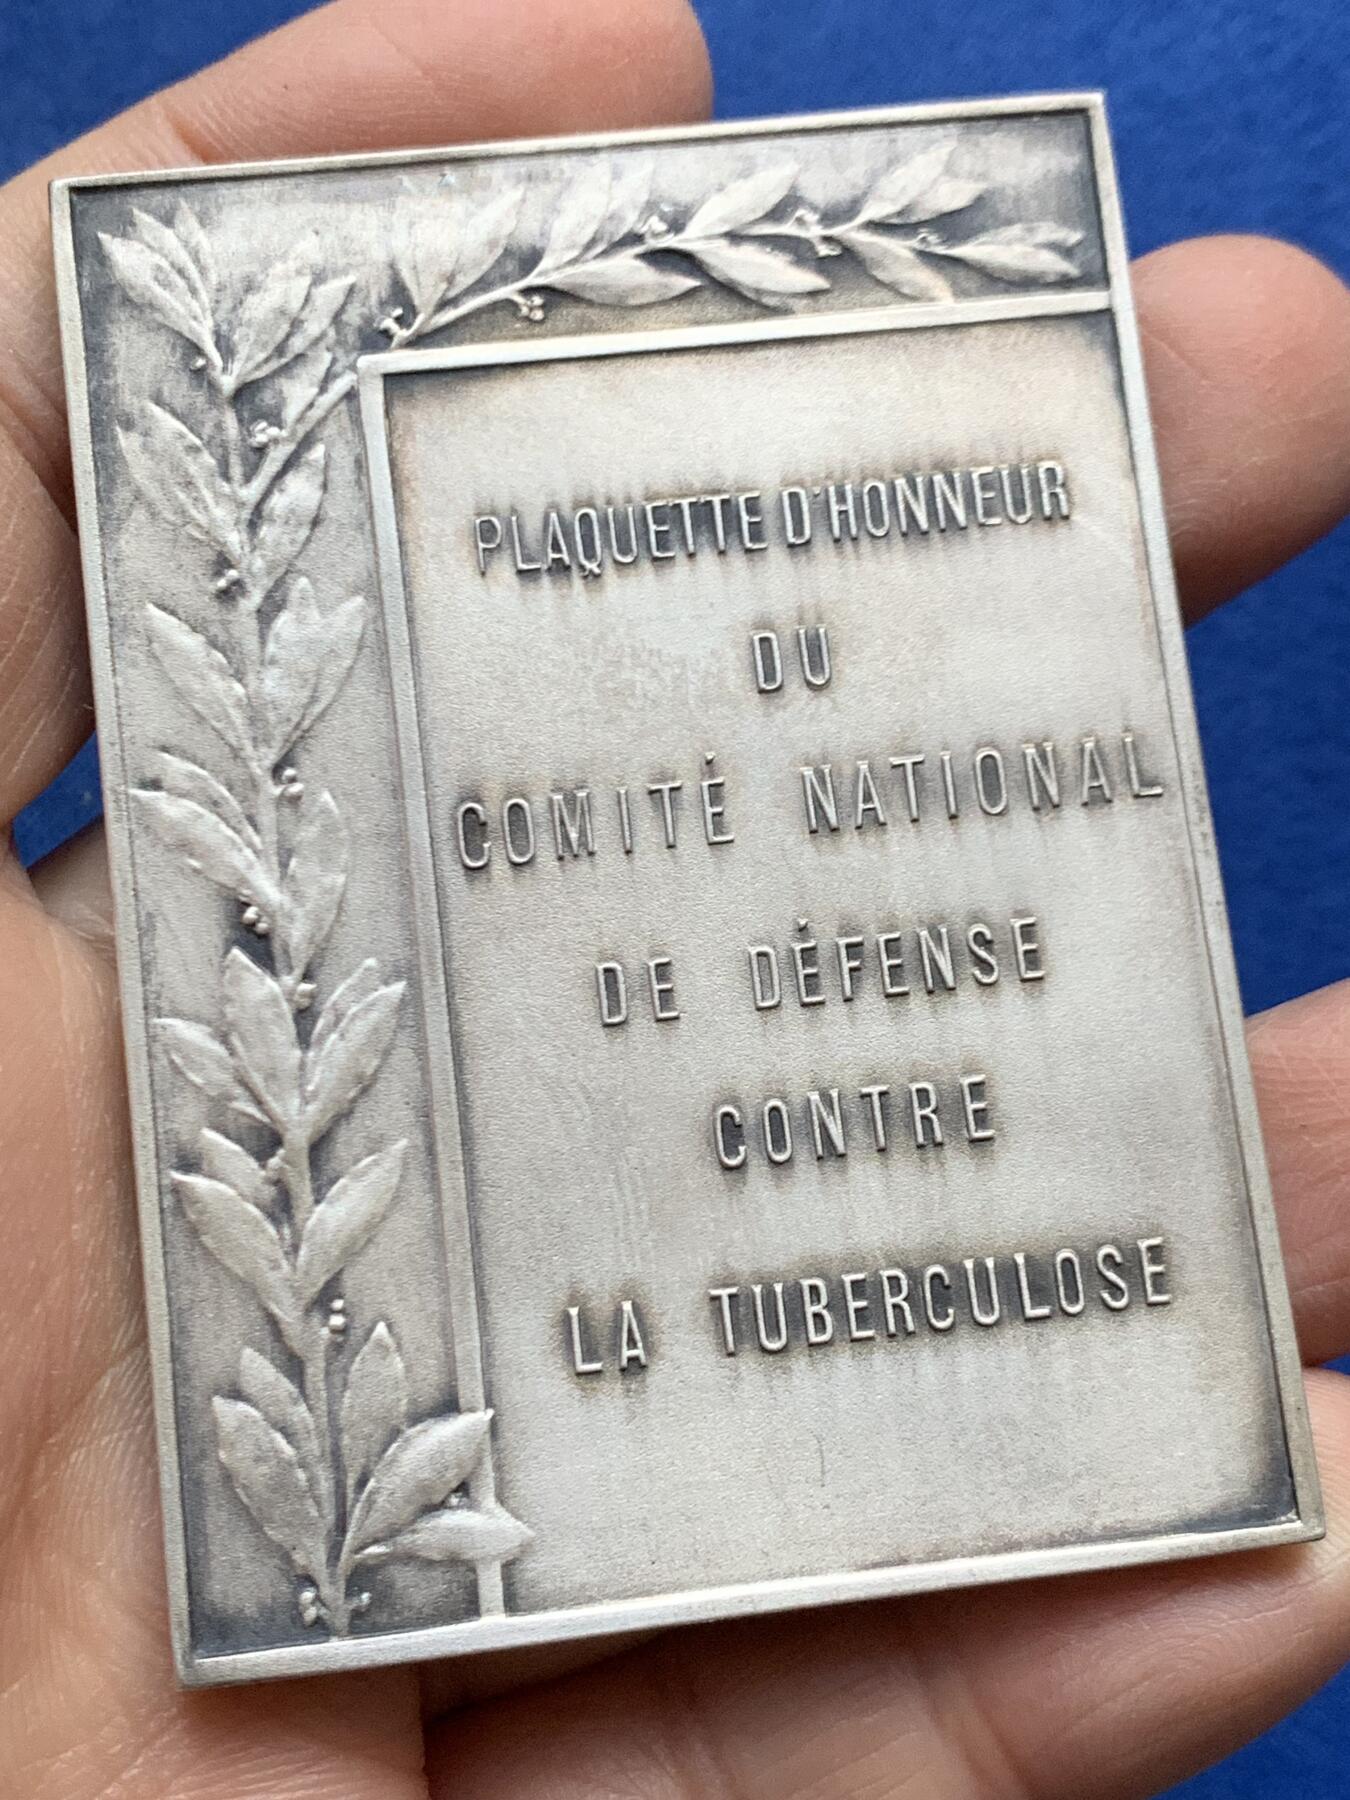 PLAQUETTE D'HONNEUR
DU
COMITÉ NATIONAL
DE DÉFENSE
CONTRE
LA TUBERCULOSE